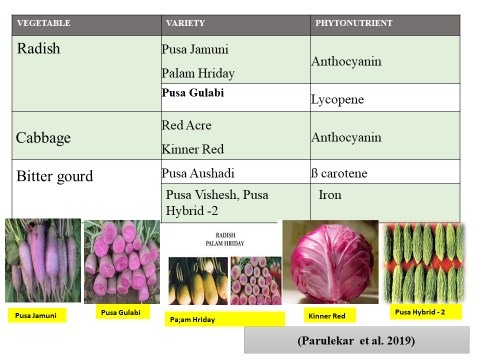 VEGETABLE VARIETY PHYTONUTRIENT
Radish
Pusa Jamuni
Palam Hriday
Anthocyanin
Pusa Gulabi
Lycopene
Cabbage
Red Acre
Kinner Red
Anthocyanin
Bitter gourd
Pusa Aushadi
ß carotene
Pusa Vishesh, Pusa
Hybrid -2
Iron
RADISH
PALAM HRIDAY
Pusa Jamuni
Pusa Gulabi
Pa;am Hriday
Kinner Red
Pusa Hybrid - 2
(Parulekar et al. 2019)